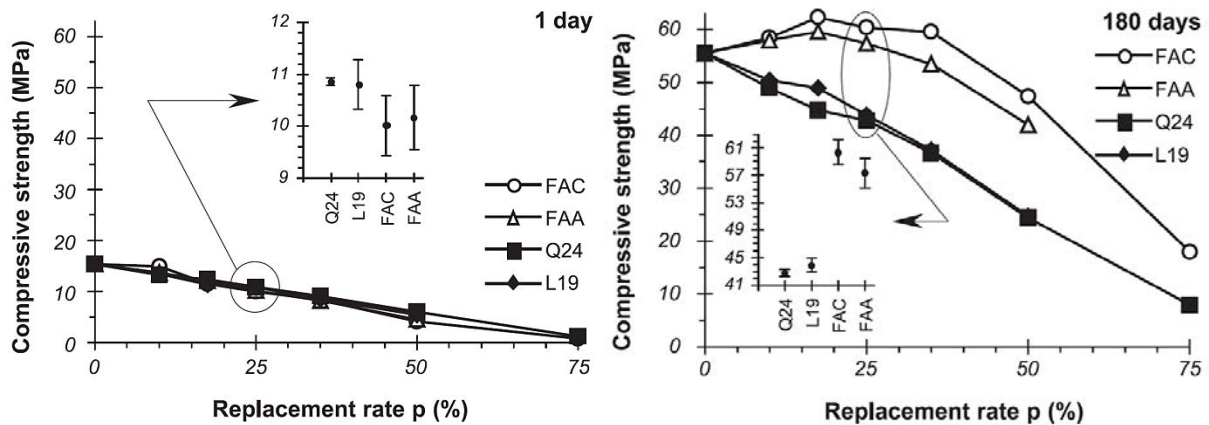 1 day
Compressive strength (MPa)
60
50
40
30
20
10
0
0
25
50
75
Replacement rate p (%)
12
11
10
9
Q24
L19
FAC
FAA
FAC
FAA
Q24
L19
180 days
Compressive strength (MPa)
60
50
40
30
20
10
0
0
25
50
75
Replacement rate p (%)
FAC
FAA
Q24
L19
61
57
53
49
45
41
Q24
L19
FAC
FAA